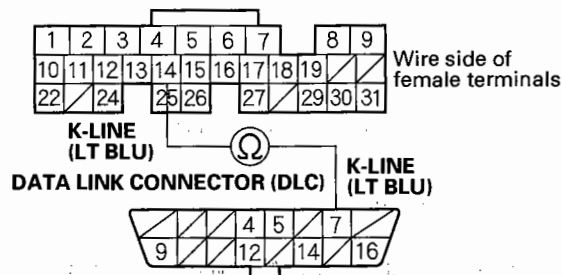 1 2 3 4 5 6 7 8 9
10 11 12 13 14 15 16 17 18 19
22 24 25 26 27 29 30 31
Wire side of
female terminals
K-LINE
(LT BLU)
Ω
K-LINE
(LT BLU)
DATA LINK CONNECTOR (DLC)
4 5 7
9 12 14 16